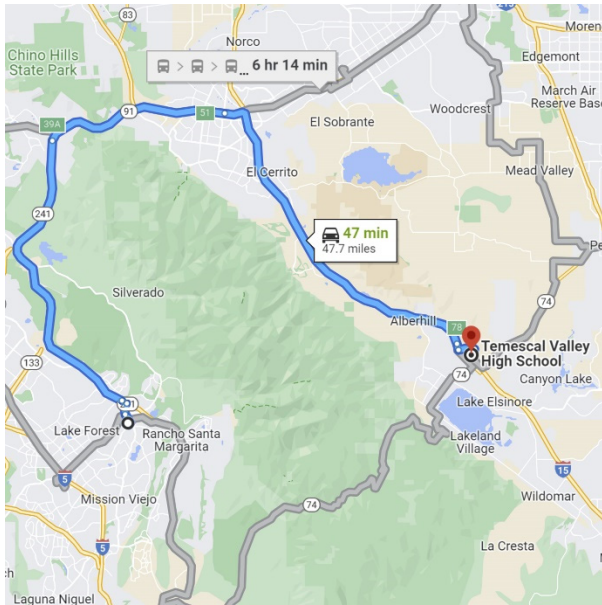 83
Moren
Norco
Chino Hills
State Park
Edgemont
6 hr 14 min
March Air
Reserve Base
91
51
Woodcrest
39A
El Sobrante
Mead Valley
El Cerrito
241
47 min
47.7 miles
Pe
Silverado
74
Alberhill
78
Temescal Valley
High School
133
74
Canyon Lake
Lake Elsinore
Lake Forest
Rancho Santa
Margarita
Lakeland
Village
5
15
Mission Viejo
74
Wildomar
5
La Cresta
ch
M
Laguna Niguel